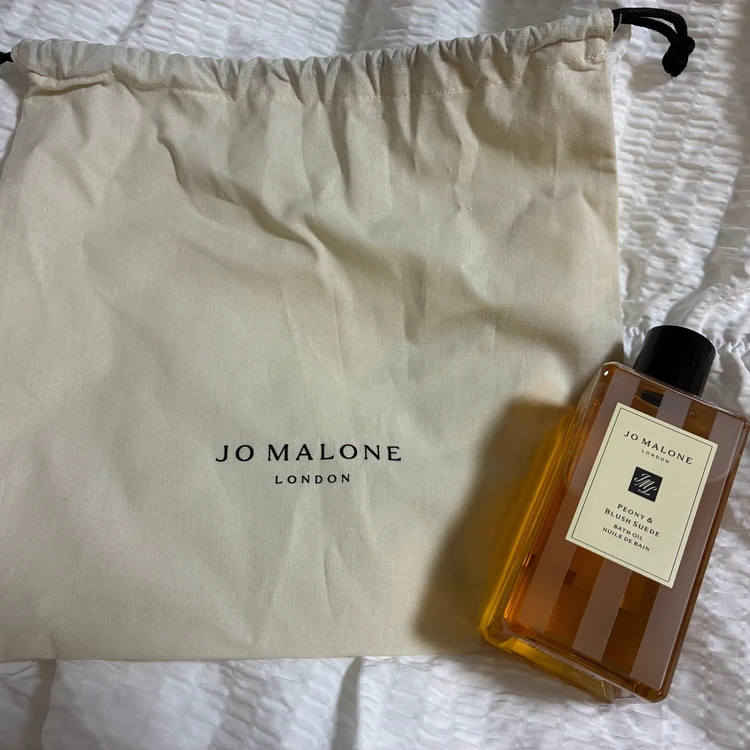 JO MALONE
LONDON
JO MALONE
LONDON
JML
PEONY &
BLUSH SUEDE
BATH OIL
HUILE DE BAIN